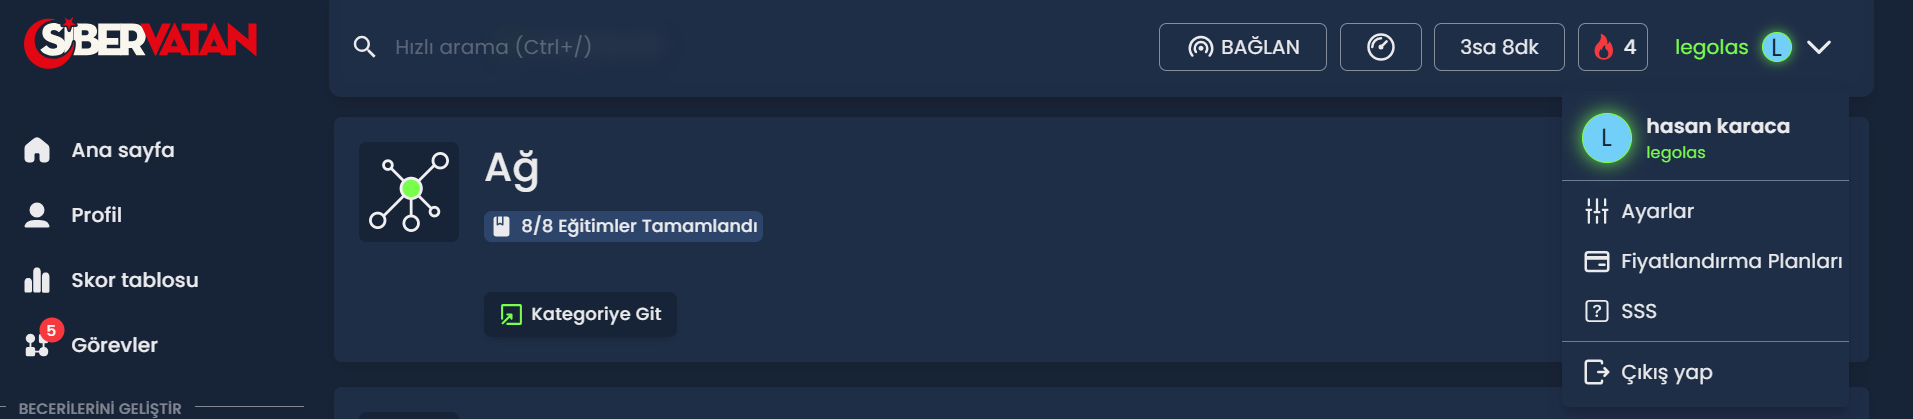 SİBERVATAN
Hızlı arama (Ctrl+/)
BAĞLAN
3sa 8dk
4
legolas
L
L
hasan karaca
legolas
Ayarlar
Fiyatlandırma Planları
SSS
Çıkış yap
Ana sayfa
Profil
Skor tablosu
5
Görevler
BECERİLERİNİ GELİŞTİR
Ağ
8/8 Eğitimler Tamamlandı
Kategoriye Git